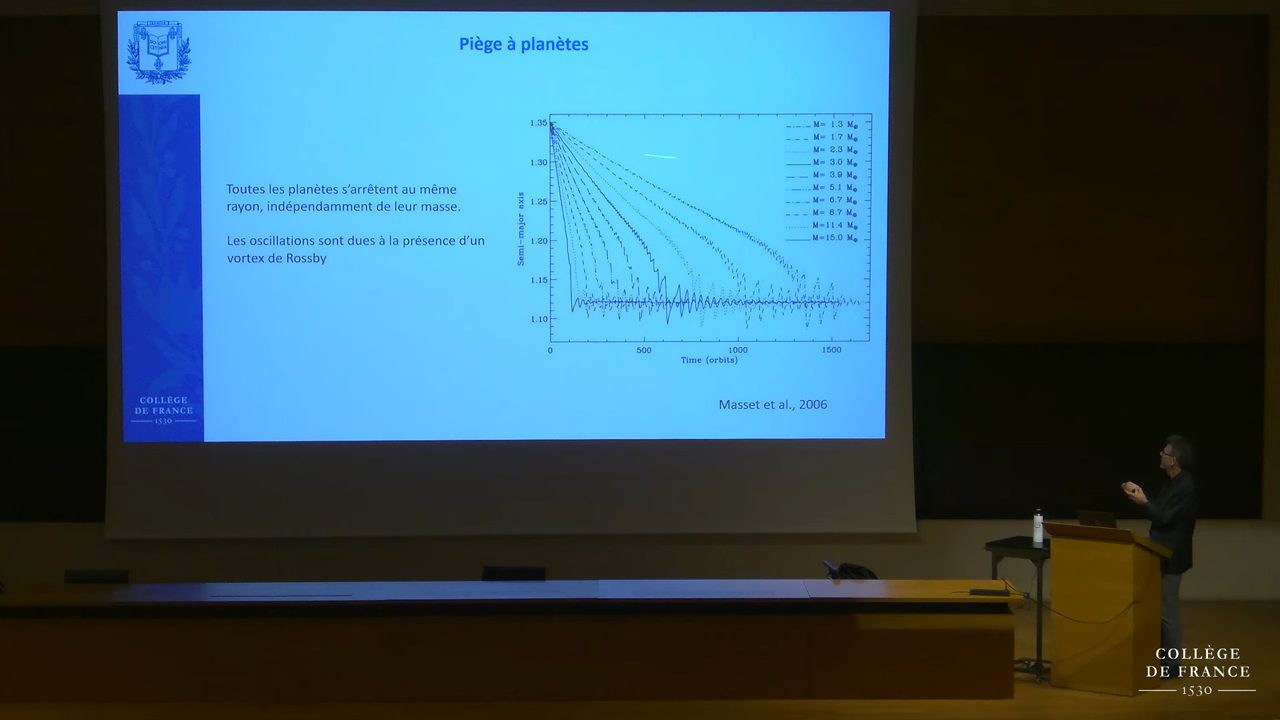 Piège à planètes
Toutes les planètes s'arrêtent au même
rayon, indépendamment de leur masse.
Les oscillations sont dues à la présence d'un
vortex de Rossby
COLLÈGE
DE FRANCE
1530
Semi-major axis
1.35
1.30
1.25
1.20
1.15
1.10
0 500 1000 1500
Time (orbits)
M= 1.3 M⊕
M= 1.7 M⊕
M= 2.3 M⊕
M= 3.0 M⊕
M= 3.9 M⊕
M= 5.1 M⊕
M= 6.7 M⊕
M= 8.7 M⊕
M=11.4 M⊕
M=15.0 M⊕
Masset et al., 2006
COLLÈGE
DE FRANCE
1530